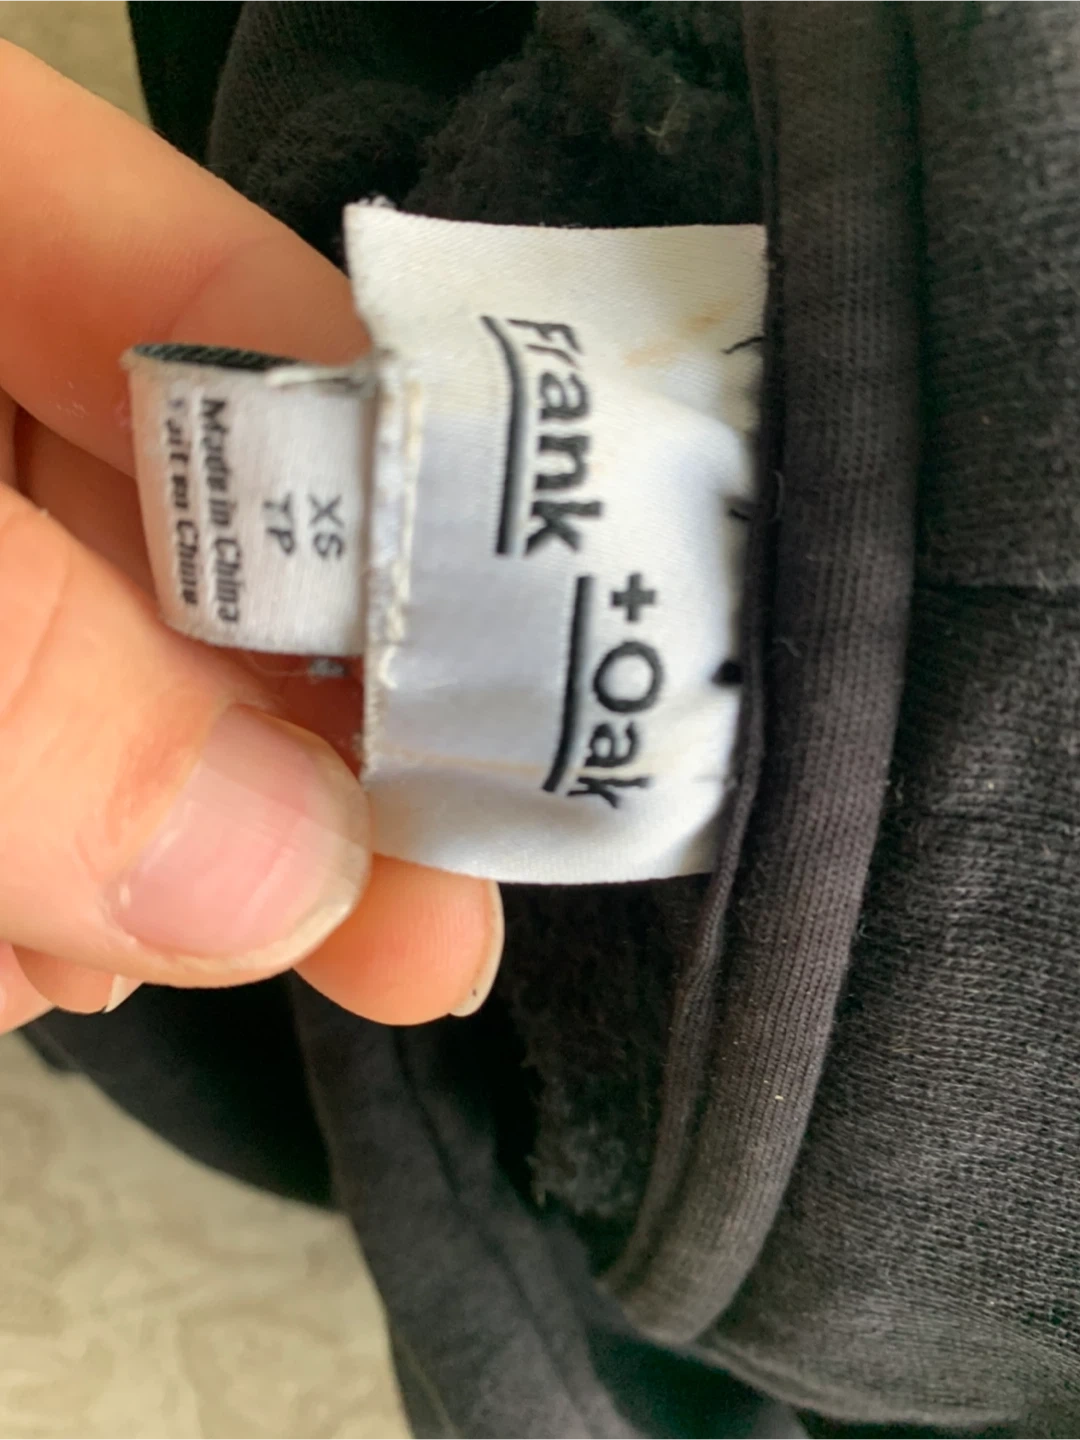 Frank
+Oak
XS
TP
Made in China
Fait en Chine